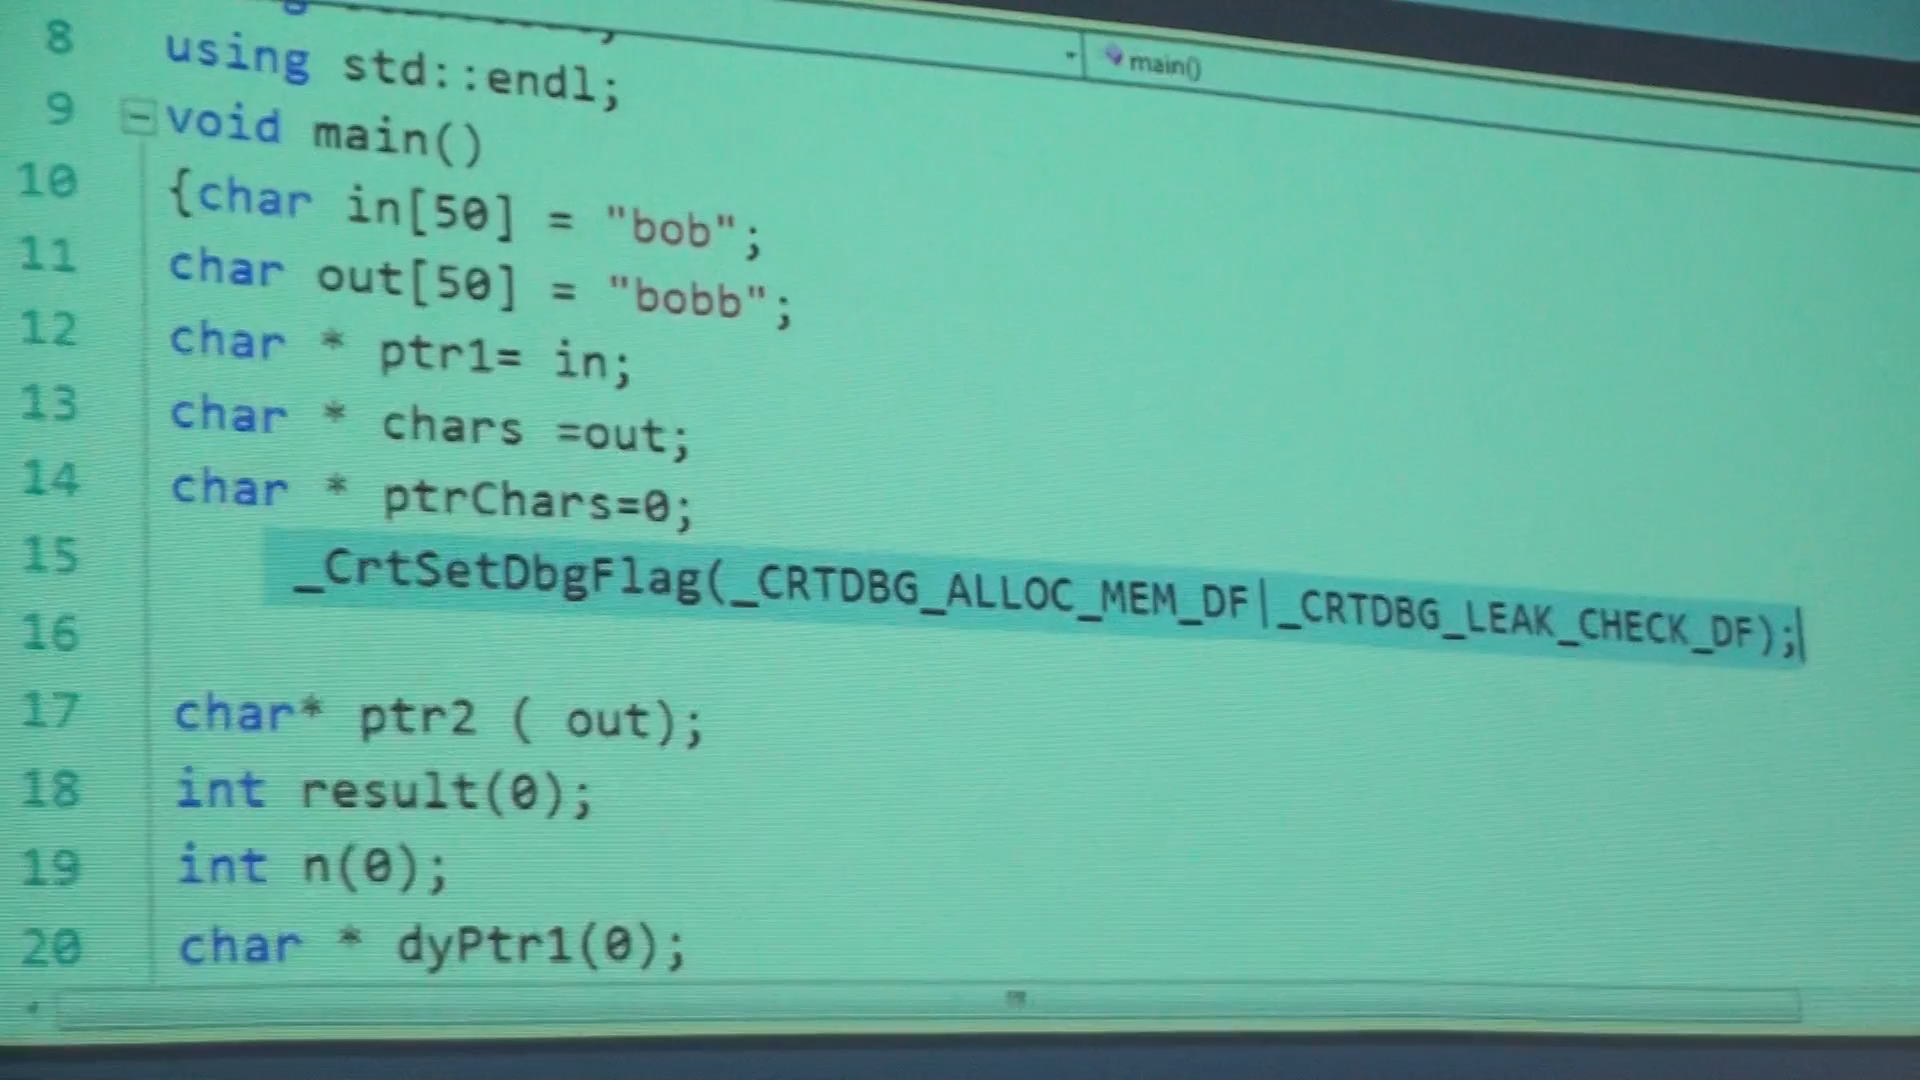 main()
8 using std::endl;
9 void main()
10 {char in[50] = "bob";
11 char out[50] = "bobb";
12 char * ptr1= in;
13 char * chars =out;
14 char * ptrChars=0;
15 _CrtSetDbgFlag(_CRTDBG_ALLOC_MEM_DF|_CRTDBG_LEAK_CHECK_DF);
16
17 char* ptr2 ( out);
18 int result(0);
19 int n(0);
20 char * dyPtr1(0);